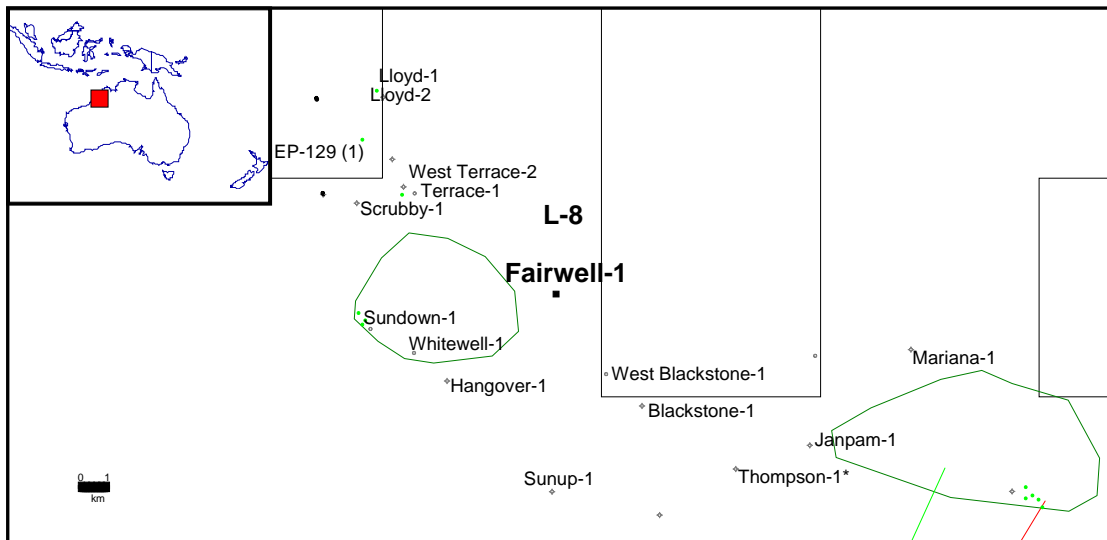 Lloyd-1
Lloyd-2
EP-129 (1)
West Terrace-2
Terrace-1
Scrubby-1
L-8
Fairwell-1
Sundown-1
Whitewell-1
Mariana-1
Hangover-1
West Blackstone-1
Blackstone-1
Janpam-1
Thompson-1*
Sunup-1
0 1
km